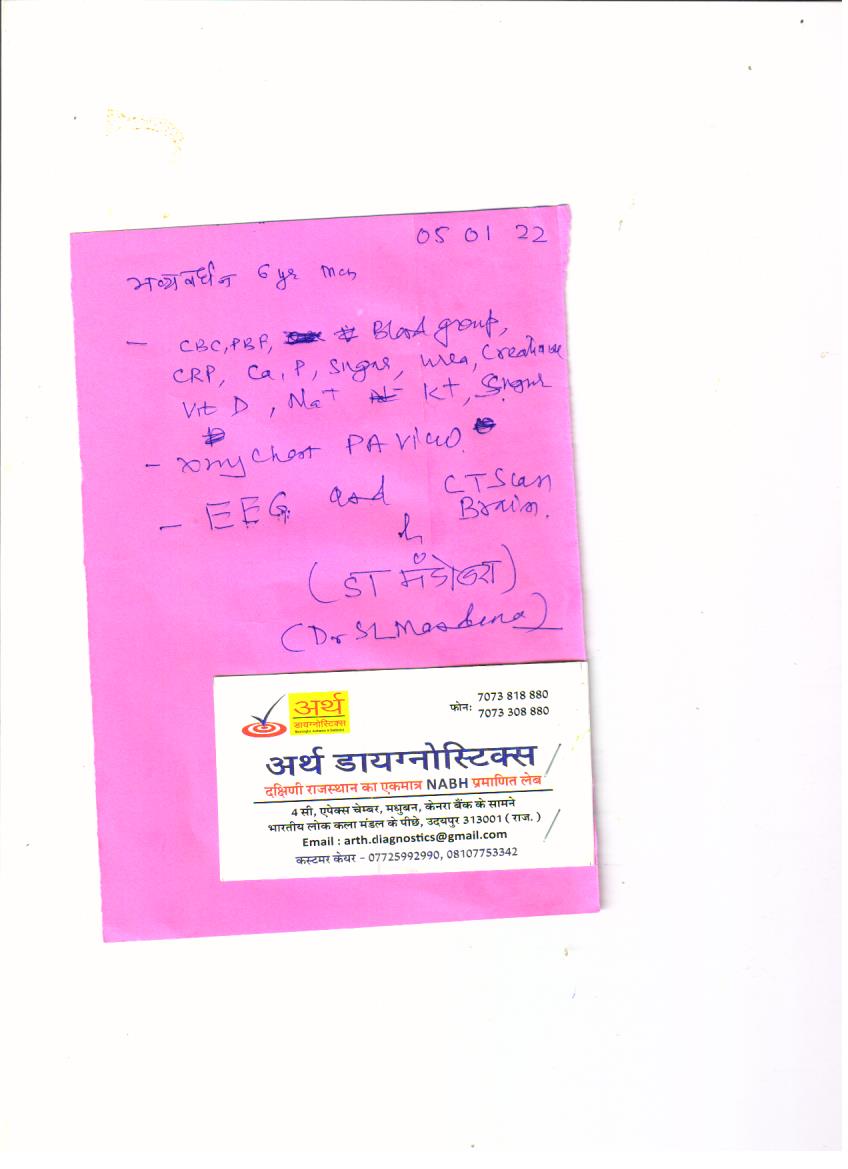 05 01 22
भव्यवर्धन 6 yr
- CBC, PBF, Blood group,
CRP, Ca, P, Sugar, Urea, Creatinine
Vit D, Na+ K+, Sugar
- Xray Chest PA View.
- EEG and CT Scan
Brain.
(डा मँडोवरा)
(Dr SL
फोनः 7073 818 880
7073 308 880
अर्थ
डायग्नोस्टिक्स
अर्थ डायग्नोस्टिक्स
दक्षिणी राजस्थान का एकमात्र NABH प्रमाणित लेब
4 सी, एपेक्स चेम्बर, मधुबन, केनरा बैंक के सामने
भारतीय लोक कला मंडल के पीछे, उदयपुर 313001 ( राज. )
Email : arth.diagnostics@gmail.com
कस्टमर केयर - 07725992990, 08107753342